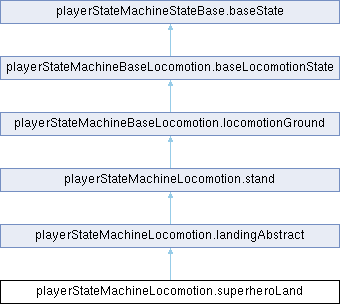 playerStateMachineStateBase.baseState
playerStateMachineBaseLocomotion.baseLocomotionState
playerStateMachineBaseLocomotion.locomotionGround
playerStateMachineLocomotion.stand
playerStateMachineLocomotion.landingAbstract
playerStateMachineLocomotion.superheroLand